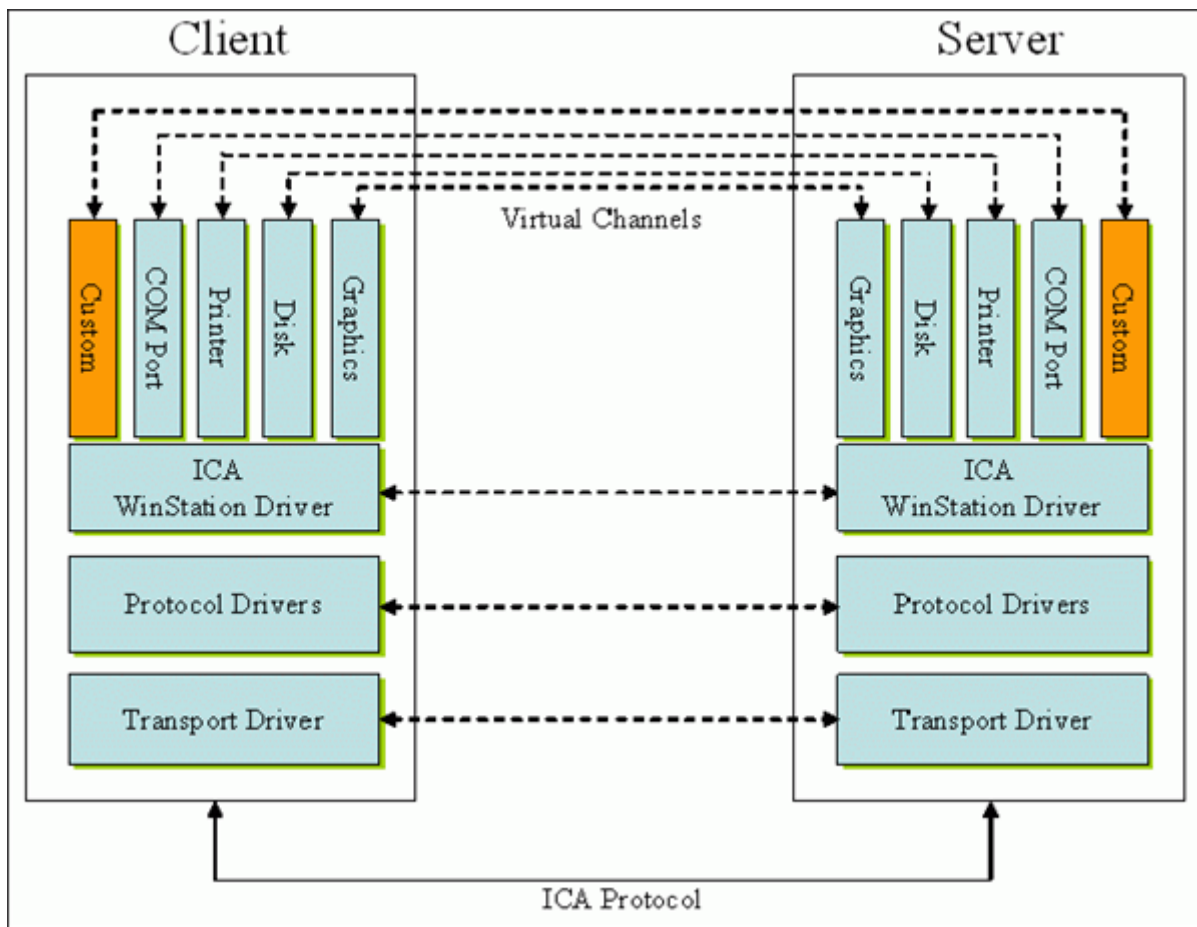 Client
Server
Virtual Channels
Custom
COM Port
Printer
Disk
Graphics
Graphics
Disk
Printer
COM Port
Custom
ICA
WinStation Driver
ICA
WinStation Driver
Protocol Drivers
Protocol Drivers
Transport Driver
Transport Driver
ICA Protocol